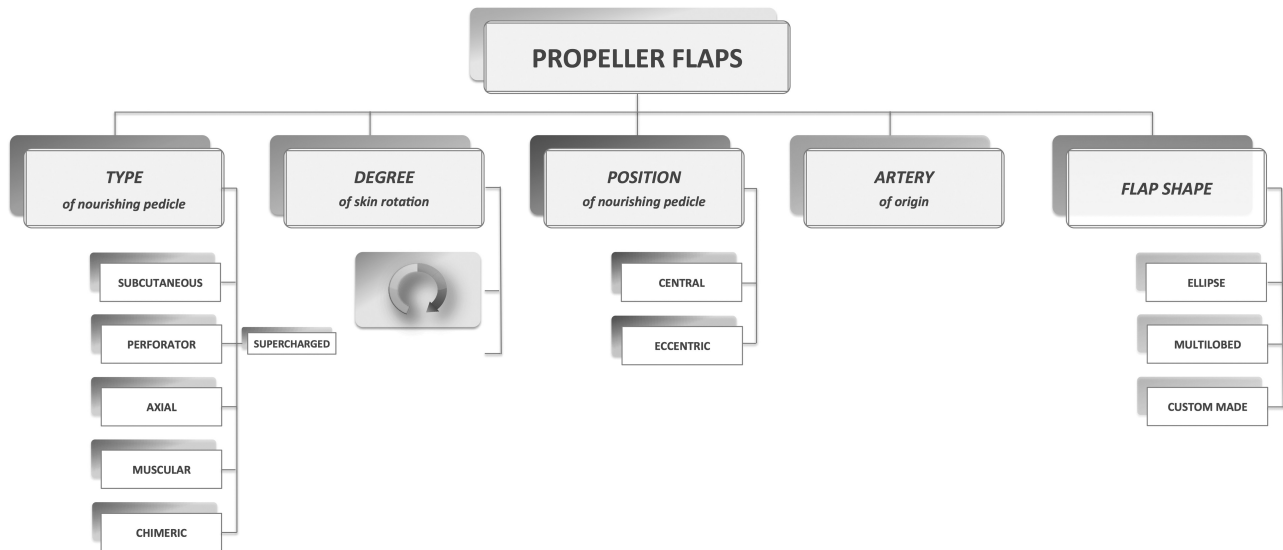 PROPELLER FLAPS
TYPE
of nourishing pedicle
DEGREE
of skin rotation
POSITION
of nourishing pedicle
ARTERY
of origin
FLAP SHAPE
SUBCUTANEOUS
PERFORATOR
SUPERCHARGED
AXIAL
MUSCULAR
CHIMERIC
CENTRAL
ECCENTRIC
ELLIPSE
MULTILOBED
CUSTOM MADE